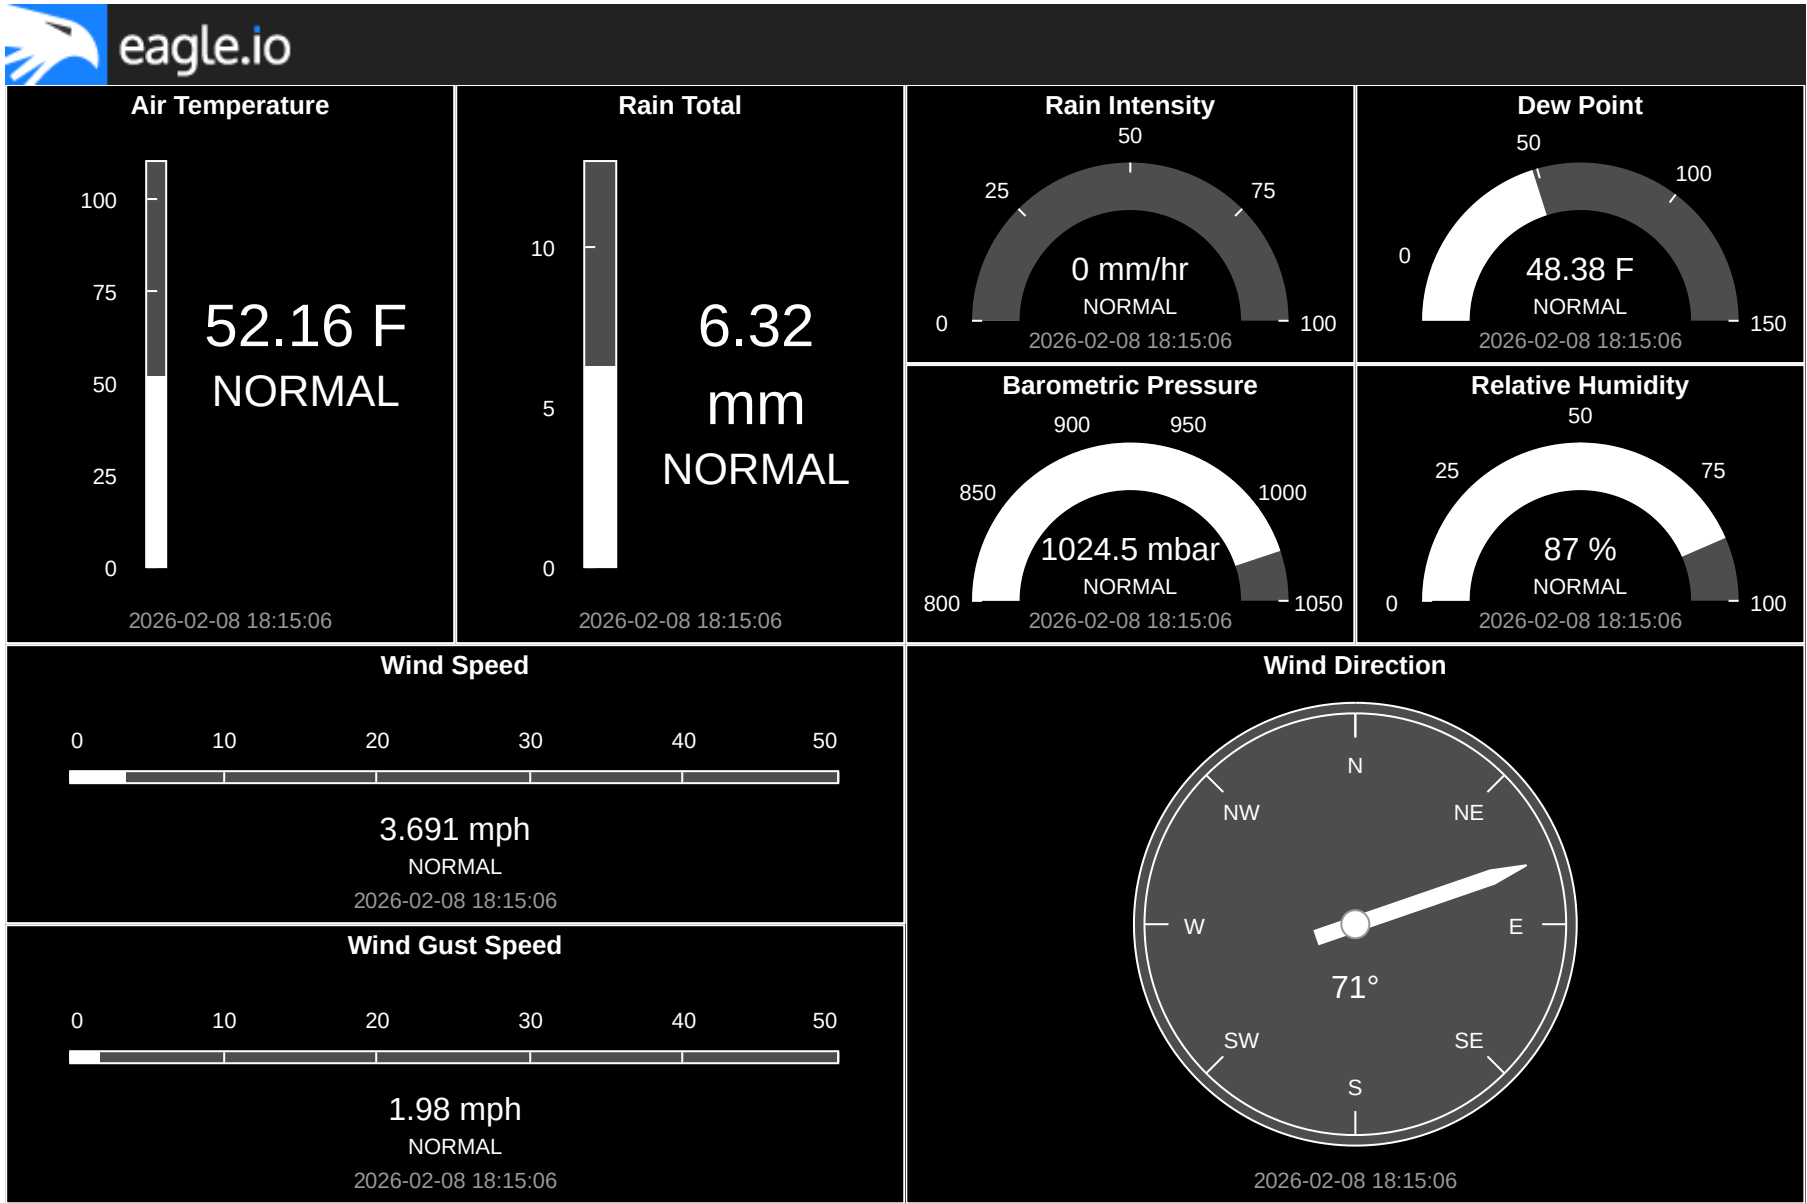 eagle.io
Air Temperature
100
75
50
25
0
52.16 F
NORMAL
2026-02-08 18:15:06
Rain Total
10
5
0
6.32
mm
NORMAL
2026-02-08 18:15:06
Rain Intensity
50
25
75
0
100
0 mm/hr
NORMAL
2026-02-08 18:15:06
Dew Point
50
100
0
150
48.38 F
NORMAL
2026-02-08 18:15:06
Barometric Pressure
900
950
850
1000
800
1050
1024.5 mbar
NORMAL
2026-02-08 18:15:06
Relative Humidity
50
25
75
0
100
87 %
NORMAL
2026-02-08 18:15:06
Wind Speed
0 10 20 30 40 50
3.691 mph
NORMAL
2026-02-08 18:15:06
Wind Gust Speed
0 10 20 30 40 50
1.98 mph
NORMAL
2026-02-08 18:15:06
Wind Direction
N
NW
NE
W
E
71°
SW
SE
S
2026-02-08 18:15:06